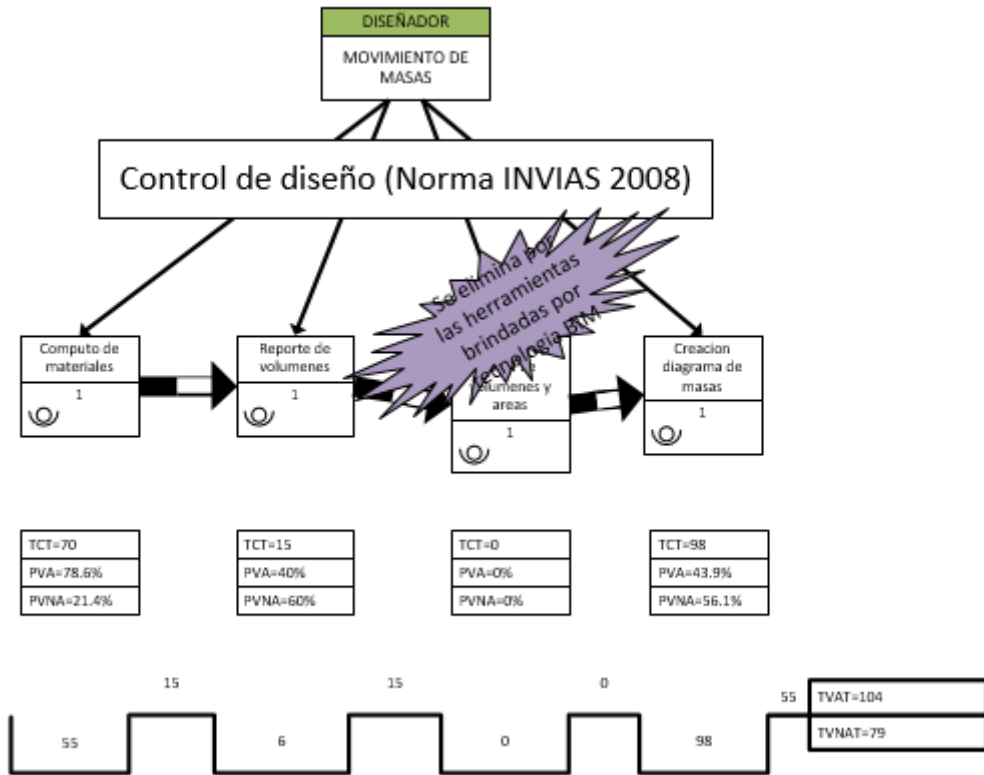 DISEÑADOR
MOVIMIENTO DE
MASAS
Control de diseño (Norma INVIAS 2008)
Se elimina por
las herramientas
brindadas por
tecnologia BIM
Computo de
materiales
1
Reporte de
volumenes
1
volumenes y
areas
1
Creacion
diagrama de
masas
1
TCT=70
PVA=78.6%
PVNA=21.4%
TCT=15
PVA=40%
PVNA=60%
TCT=0
PVA=0%
PVNA=0%
TCT=98
PVA=43.9%
PVNA=56.1%
15
15
0
55
55
6
0
98
TVAT=104
TVNAT=79